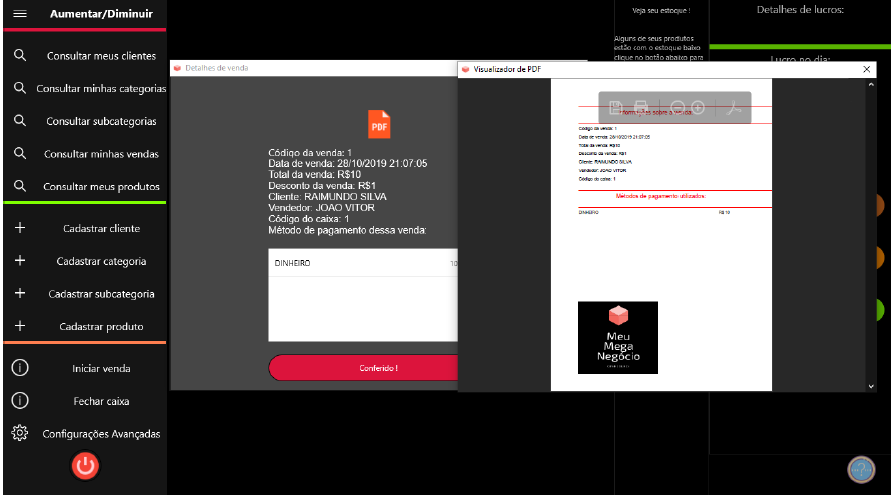 Aumentar/Diminuir
Consultar meus clientes
Consultar minhas categorias
Consultar subcategorias
Consultar minhas vendas
Consultar meus produtos
Cadastrar cliente
Cadastrar categoria
Cadastrar subcategoria
Cadastrar produto
Iniciar venda
Fechar caixa
Configurações Avançadas
Detalhes de venda
PDF
Código da venda: 1
Data de venda: 28/10/2019 21:07:05
Total da venda: R$10
Desconto da venda: R$1
Cliente: RAIMUNDO SILVA
Vendedor: JOAO VITOR
Código do caixa: 1
Método de pagamento dessa venda:
DINHEIRO
10
Conferido !
Veja seu estoque !
Alguns de seus produtos
estão com o estoque baixo
clique no botão abaixo para
Detalhes de lucros:
Lucro no dia:
Visualizador de PDF
Informações sobre a venda:
Código da venda: 1
Data de venda: 28/10/2019 21:07:05
Total da venda: R$10
Desconto da venda: R$1
Cliente: RAIMUNDO SILVA
Vendedor: JOAO VITOR
Código do caixa: 1
Métodos de pagamento utilizados:
DINHEIRO R$ 10
Meu
Mega
Negócio